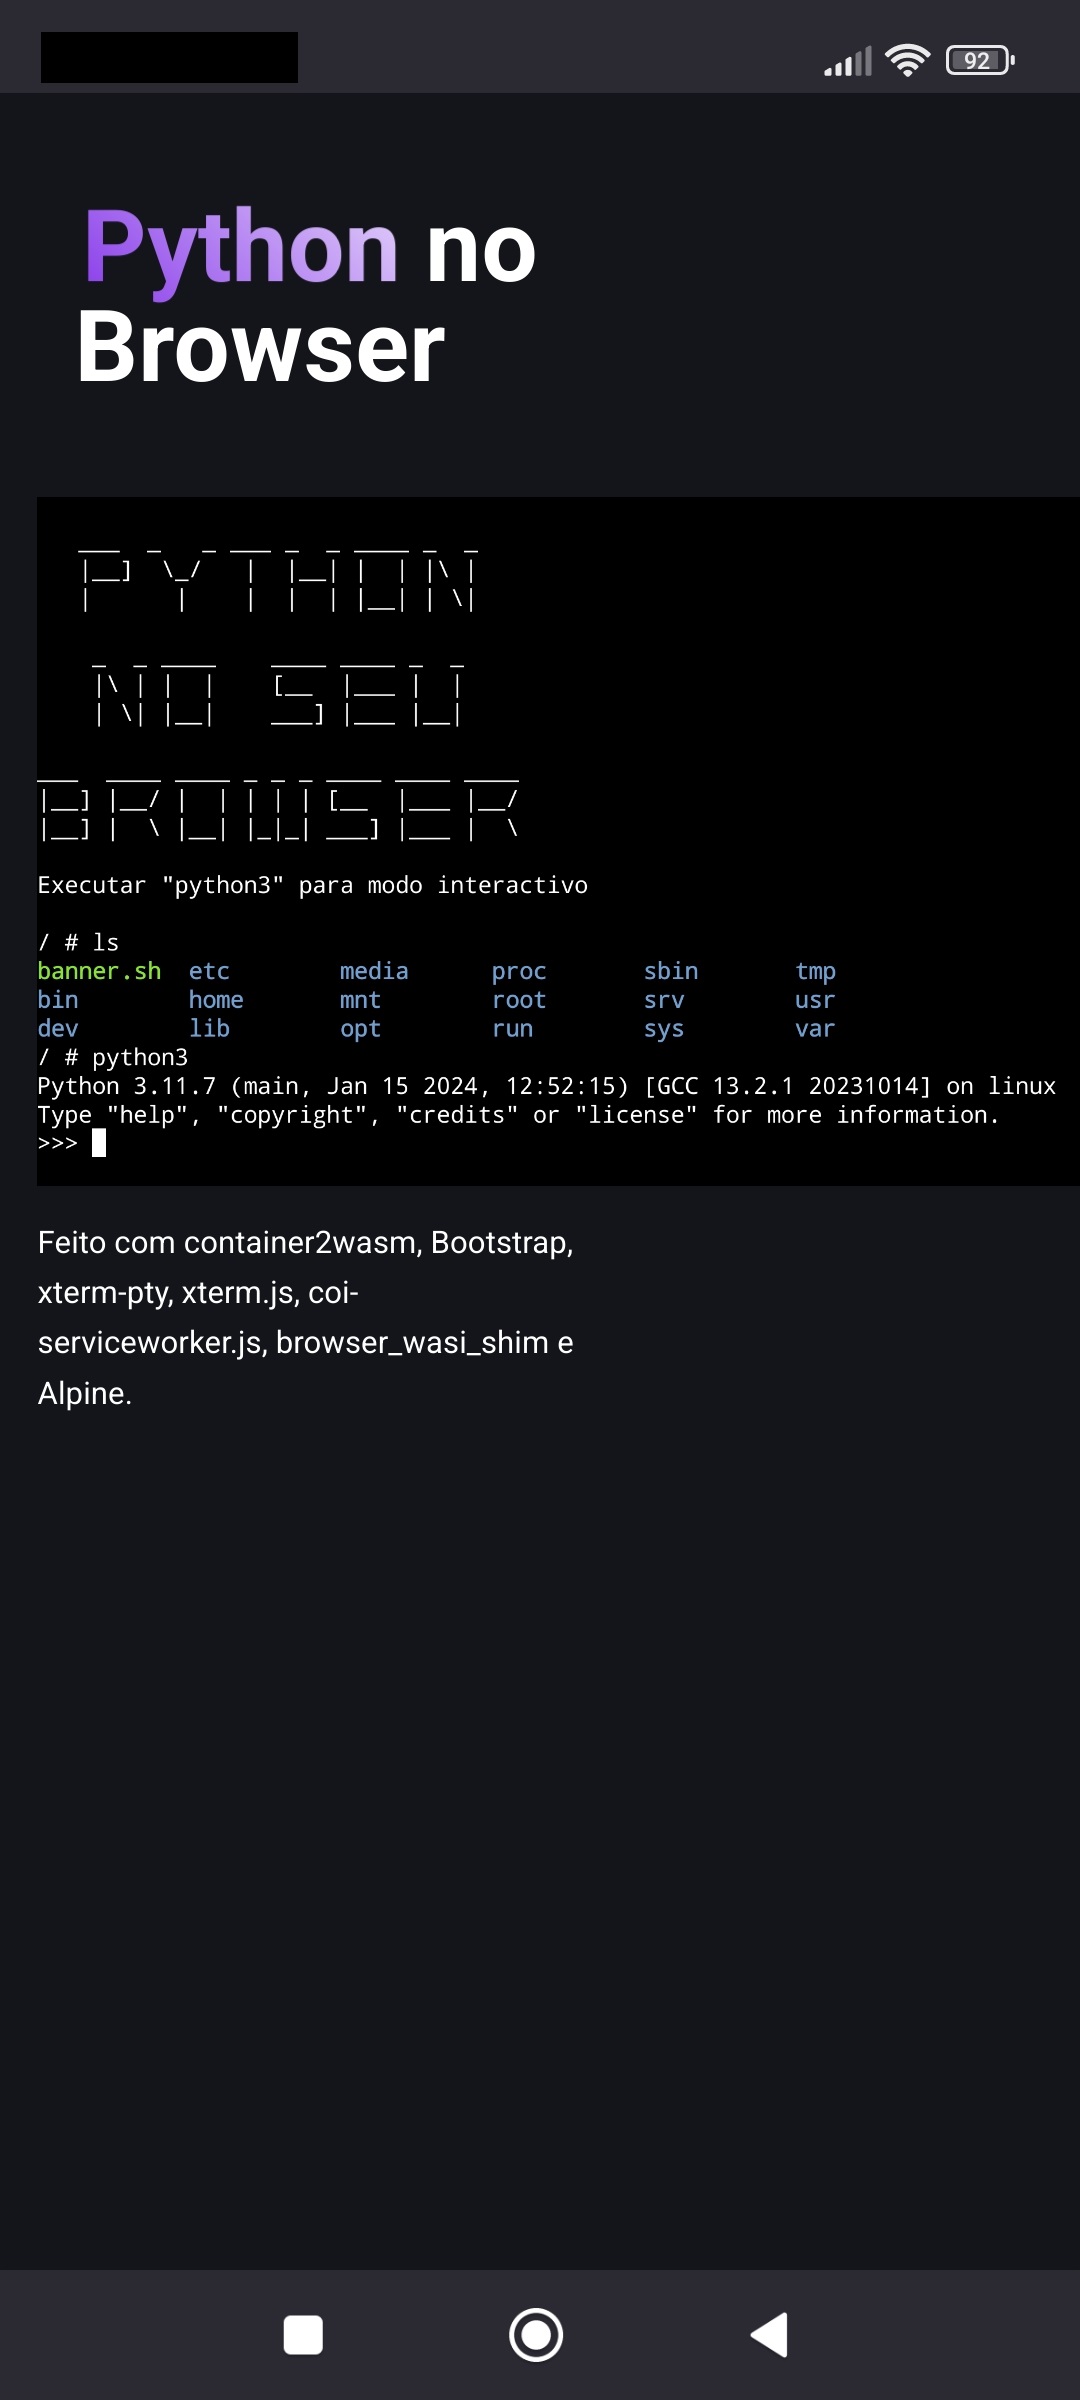 92
Python no
Browser
PYTHON
NO SEU
BROWSER
Executar "python3" para modo interactivo
/ # ls
banner.sh  etc        media      proc       sbin       tmp
bin        home       mnt        root       srv        usr
dev        lib        opt        run        sys        var
/ # python3
Python 3.11.7 (main, Jan 15 2024, 12:52:15) [GCC 13.2.1 20231014] on linux
Type "help", "copyright", "credits" or "license" for more information.
>>>
Feito com container2wasm, Bootstrap,
xterm-pty, xterm.js, coi-
serviceworker.js, browser_wasi_shim e
Alpine.